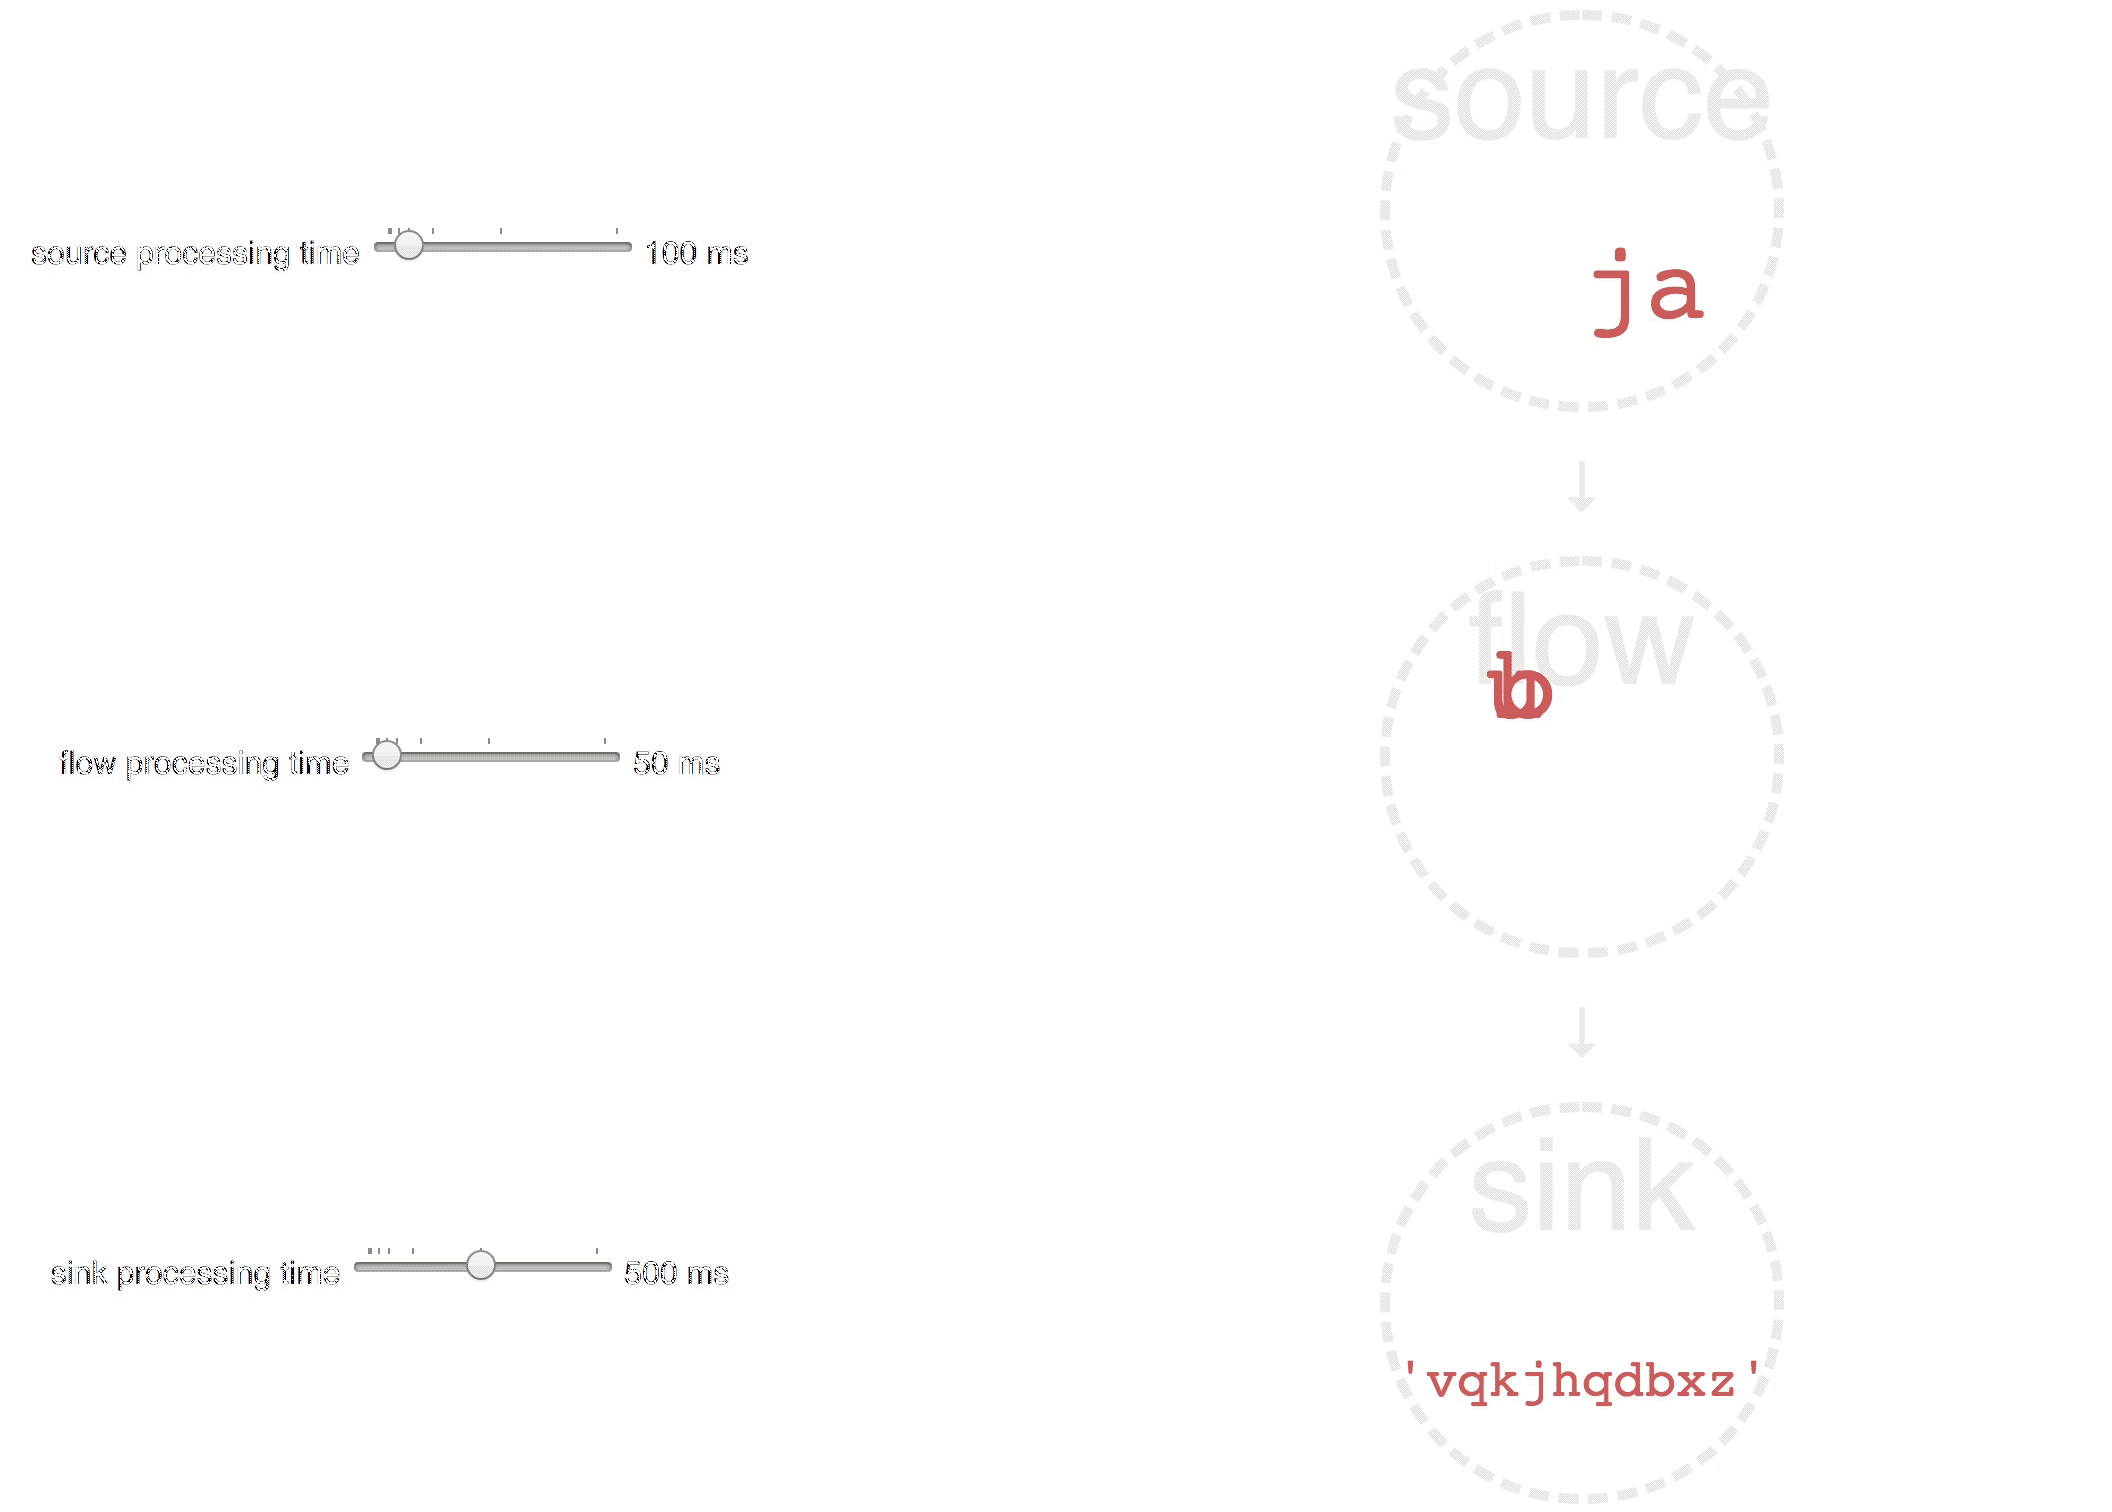 source
source processing time 100 ms
ja
flow
flow processing time 50 ms
sink
sink processing time 500 ms
'vqkjhqdbxz'